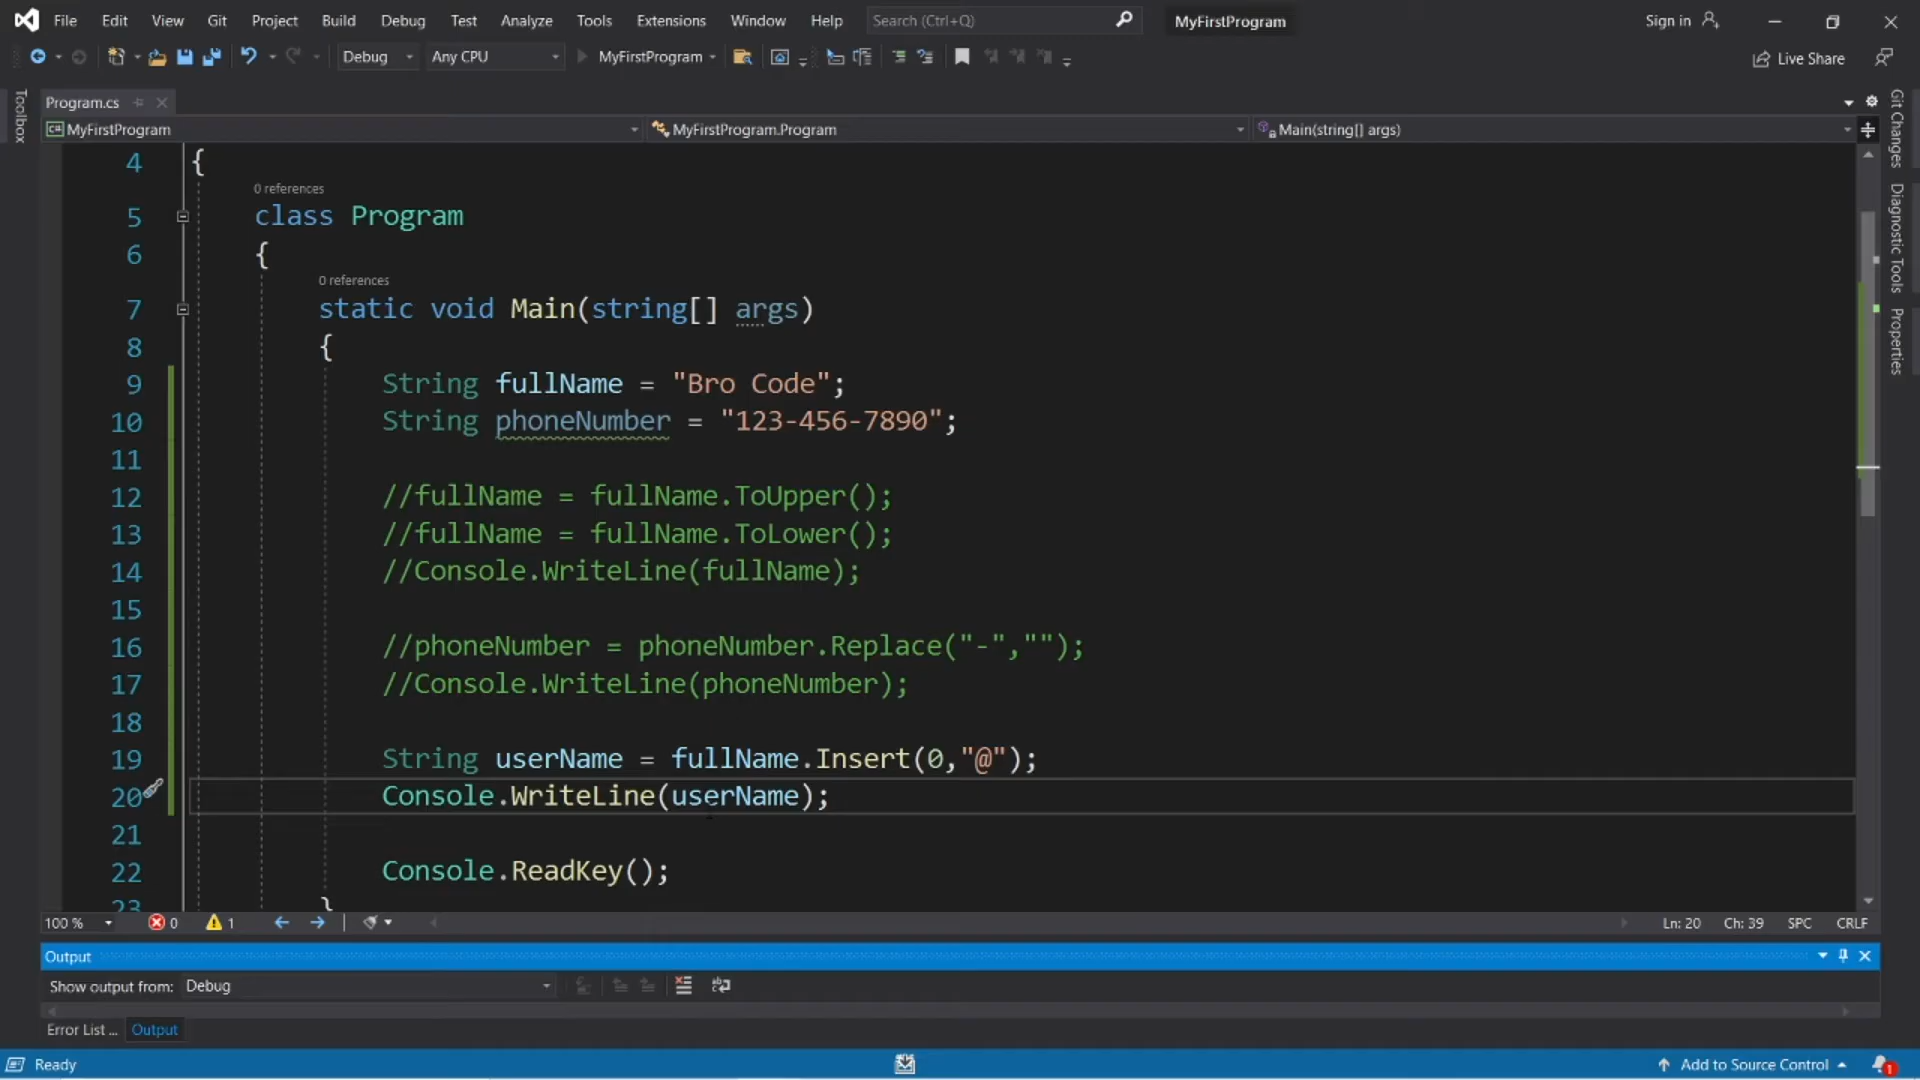 File Edit View Git Project Build Debug Test Analyze Tools Extensions Window Help Search (Ctrl+Q) MyFirstProgram Sign in
Debug Any CPU MyFirstProgram Live Share
Toolbox
Program.cs
MyFirstProgram MyFirstProgram.Program Main(string[] args)
4 {
0 references
5 class Program
6 {
0 references
7 static void Main(string[] args)
8 {
9 String fullName = "Bro Code";
10 String phoneNumber = "123-456-7890";
11
12 //fullName = fullName.ToUpper();
13 //fullName = fullName.ToLower();
14 //Console.WriteLine(fullName);
15
16 //phoneNumber = phoneNumber.Replace("-","");
17 //Console.WriteLine(phoneNumber);
18
19 String userName = fullName.Insert(0,"@");
20 Console.WriteLine(userName);
21
22 Console.ReadKey();
23 }
Git Changes
Diagnostic Tools
Properties
100 % 0 1 Ln: 20 Ch: 39 SPC CRLF
Output
Show output from: Debug
Error List ... Output
Ready Add to Source Control 1